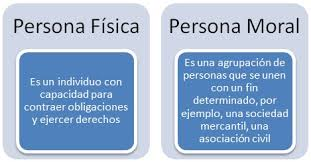 Persona Física
Es un individuo con
capacidad para
contraer obligaciones
y ejercer derechos
Persona Moral
Es una agrupación de
personas que se unen
con un fin
determinado, por
ejemplo, una sociedad
mercantil, una
asociación civil